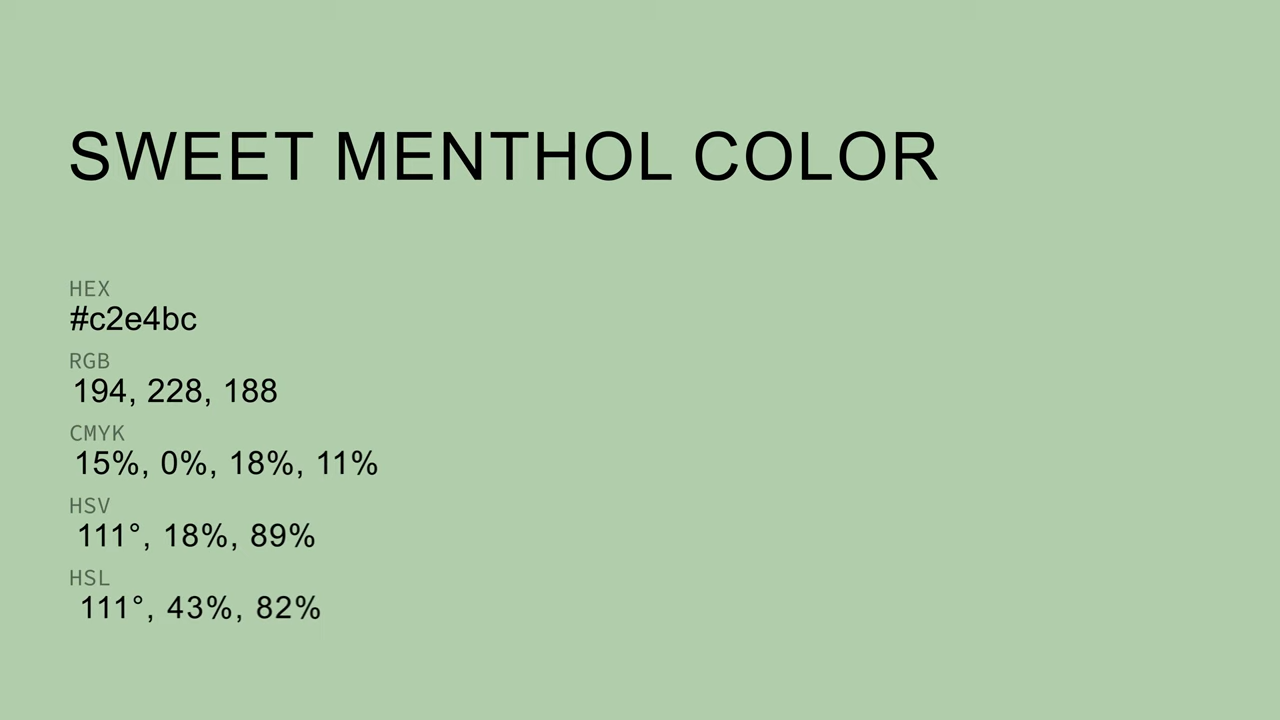 SWEET MENTHOL COLOR
HEX
#c2e4bc
RGB
194, 228, 188
CMYK
15%, 0%, 18%, 11%
HSV
111°, 18%, 89%
HSL
111°, 43%, 82%